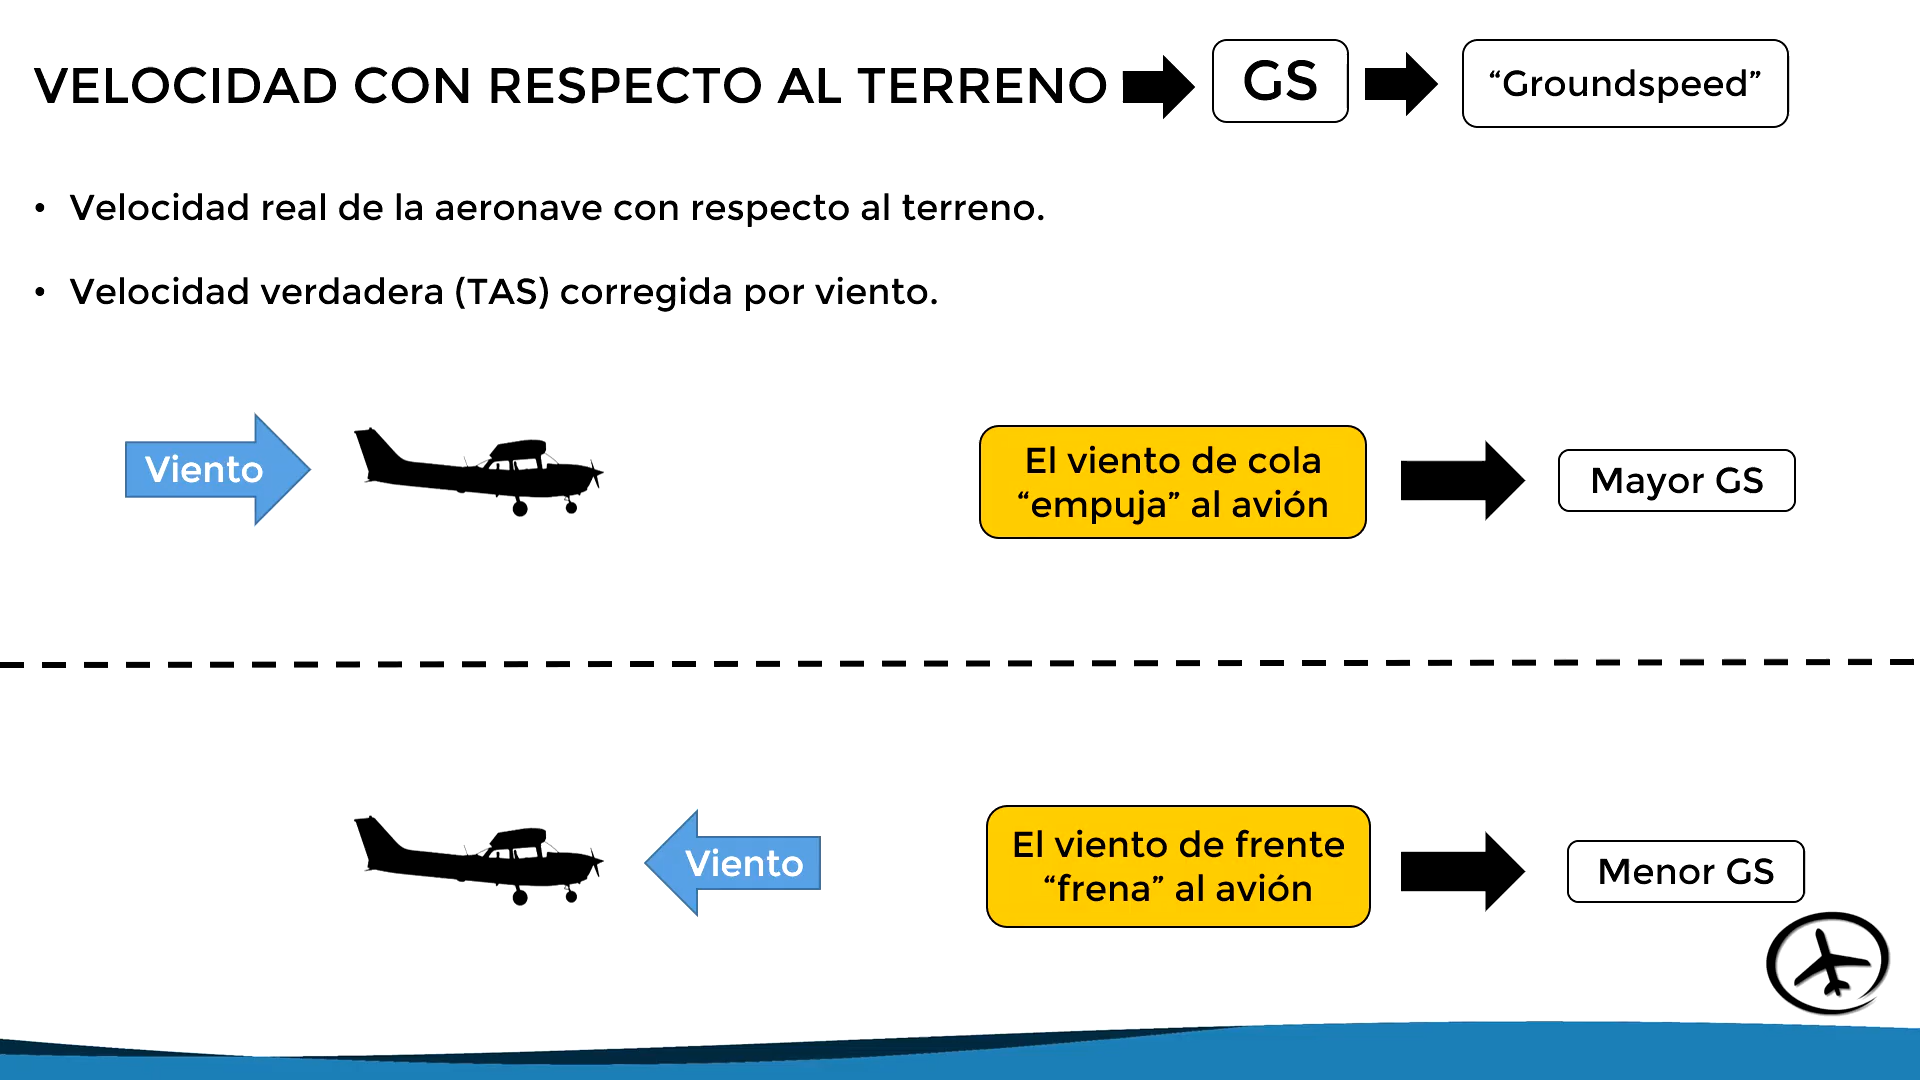 VELOCIDAD CON RESPECTO AL TERRENO GS “Groundspeed”
• Velocidad real de la aeronave con respecto al terreno.
• Velocidad verdadera (TAS) corregida por viento.
Viento
El viento de cola
“empuja” al avión
Mayor GS
Viento
El viento de frente
“frena” al avión
Menor GS